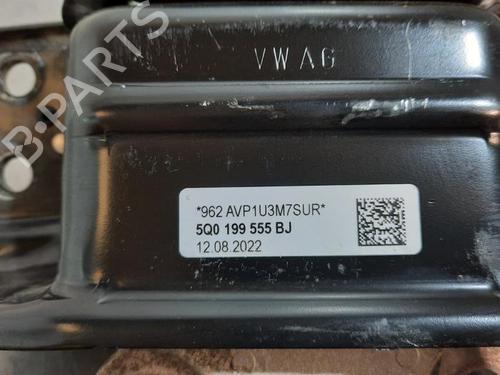 VWAG
B-PARTS
*962 AVP1U3M7SUR*
5Q0 199 555 BJ
12.08.2022